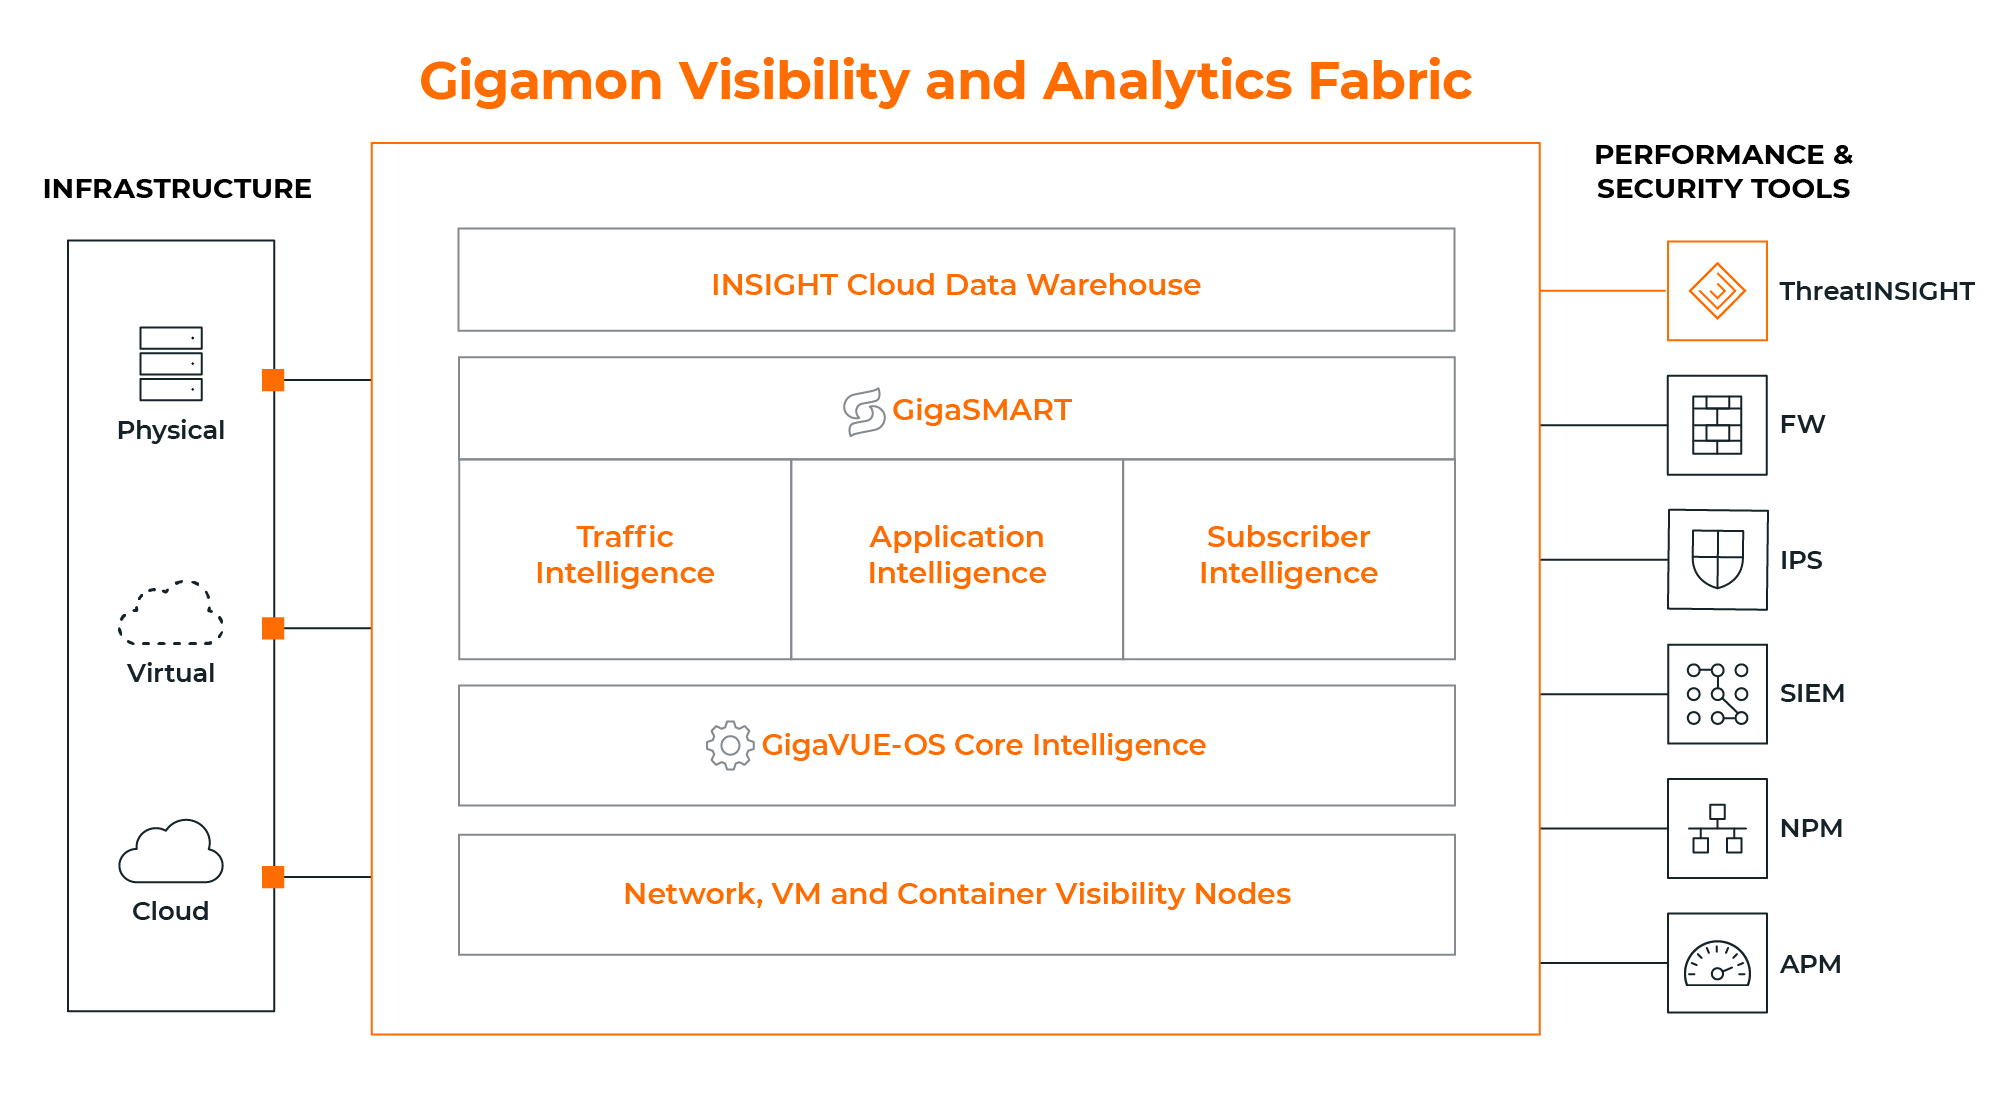 Gigamon Visibility and Analytics Fabric
INFRASTRUCTURE
Physical
Virtual
Cloud
INSIGHT Cloud Data Warehouse
GigaSMART
Traffic
Intelligence
Application
Intelligence
Subscriber
Intelligence
GigaVUE-OS Core Intelligence
Network, VM and Container Visibility Nodes
PERFORMANCE &
SECURITY TOOLS
ThreatINSIGHT
FW
IPS
SIEM
NPM
APM